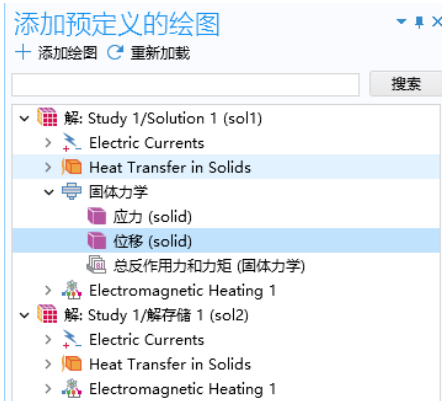 添加预定义的绘图
添加绘图 重新加载
搜索
解: Study 1/Solution 1 (sol1)
Electric Currents
Heat Transfer in Solids
固体力学
应力 (solid)
位移 (solid)
总反作用力和力矩 (固体力学)
Electromagnetic Heating 1
解: Study 1/解存储 1 (sol2)
Electric Currents
Heat Transfer in Solids
Electromagnetic Heating 1